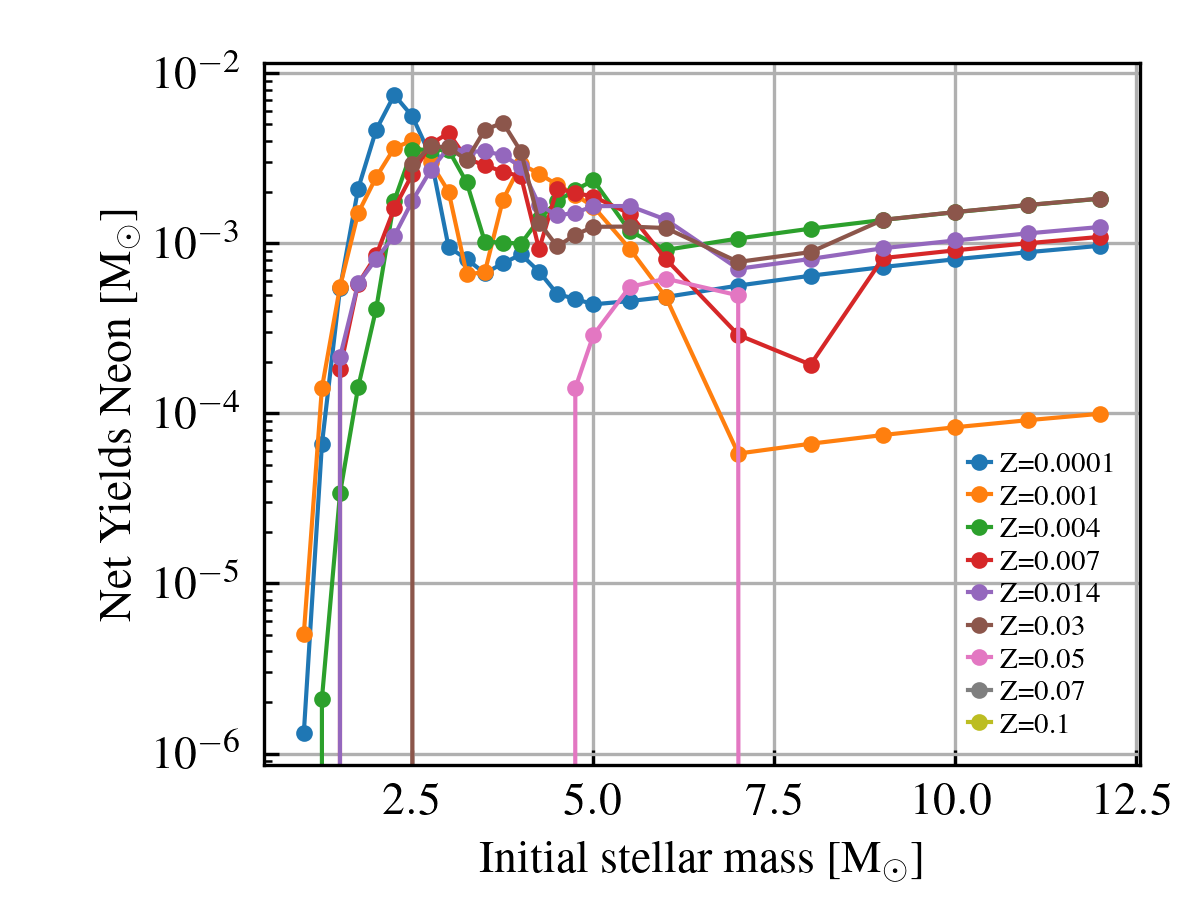 10⁻²
10⁻³
10⁻⁴
10⁻⁵
10⁻⁶
Net Yields Neon [M☉]
2.5 5.0 7.5 10.0 12.5
Initial stellar mass [M☉]
Z=0.0001
Z=0.001
Z=0.004
Z=0.007
Z=0.014
Z=0.03
Z=0.05
Z=0.07
Z=0.1